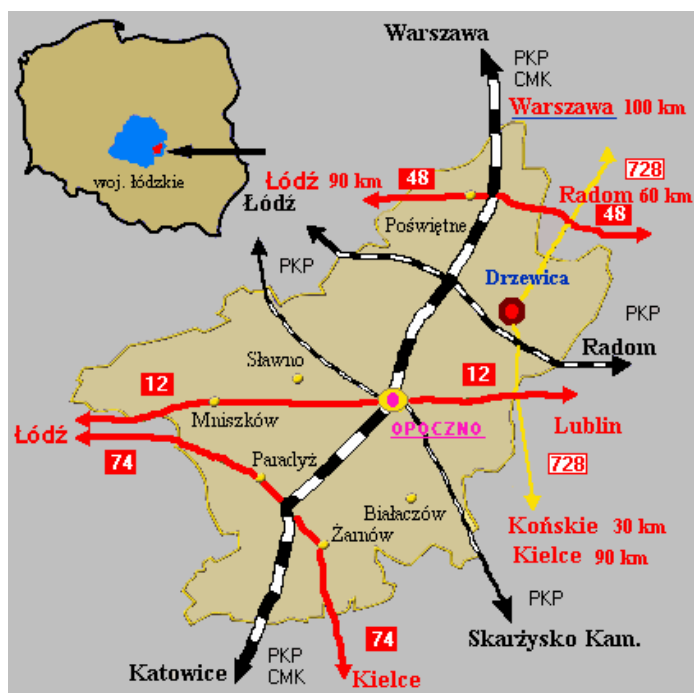 Warszawa
PKP
CMK
Warszawa 100 km
woj. łódzkie
728
48
Łódź 90 km
Radom 60 km
48
Łódź
Poświętne
PKP
Drzewica
PKP
Radom
Sławno
12
12
Mniszków
OPOCZNO
Lublin
Łódź
74
Paradyż
728
Białaczów
Końskie 30 km
Żarnów
Kielce 90 km
PKP
74
Skarżysko Kam.
Katowice
PKP
CMK
Kielce